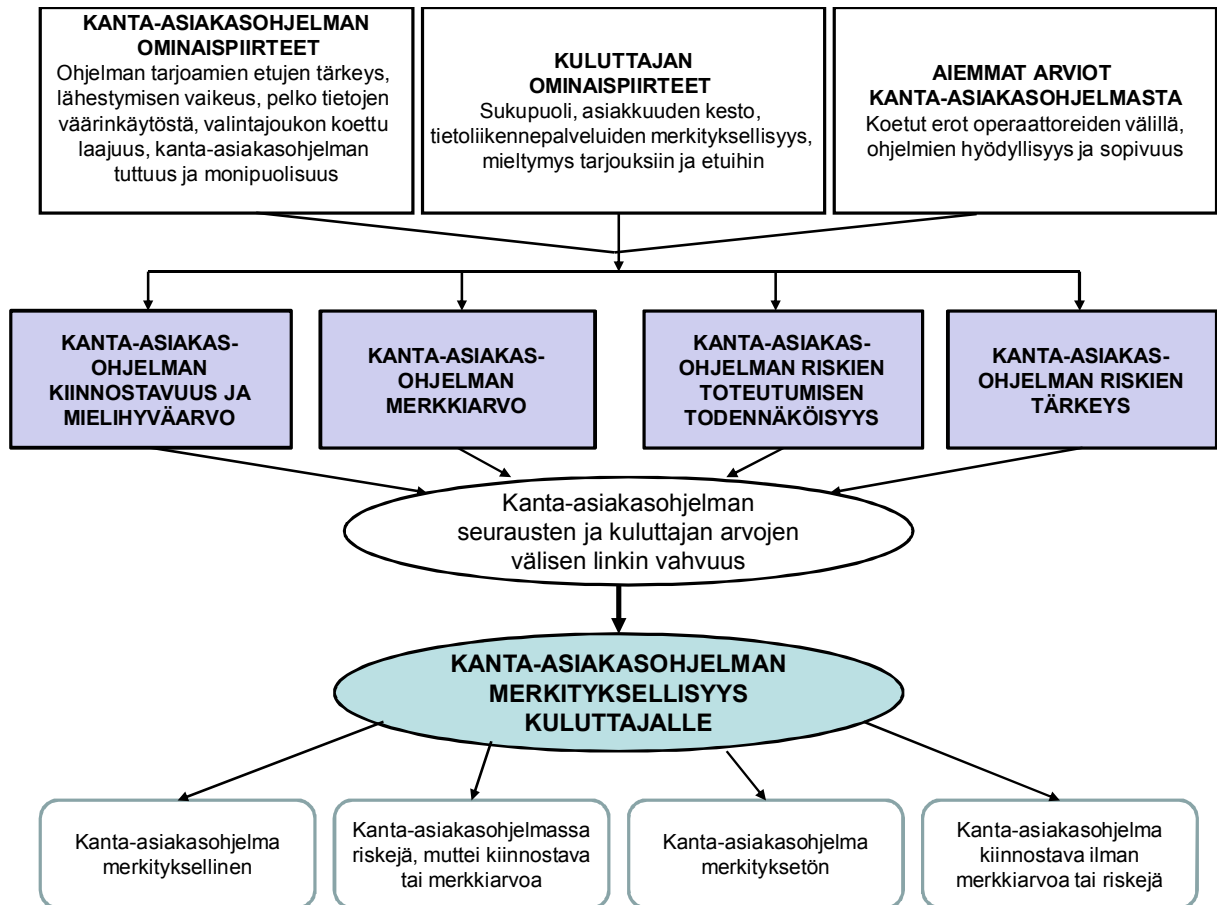 KANTA-ASIAKASOHJELMAN
OMINAISPIIRTEET
Ohjelman tarjoamien etujen tärkeys,
lähestymisen vaikeus, pelko tietojen
väärinkäytöstä, valintajoukon koettu
laajuus, kanta-asiakasohjelman
tuttuus ja monipuolisuus
KULUTTAJAN
OMINAISPIIRTEET
Sukupuoli, asiakkuuden kesto,
tietoliikennepalveluiden merkityksellisyys,
mieltymys tarjouksiin ja etuihin
AIEMMAT ARVIOT
KANTA-ASIAKASOHJELMASTA
Koetut erot operaattoreiden välillä,
ohjelmien hyödyllisyys ja sopivuus
KANTA-ASIAKAS-
OHJELMAN
KIINNOSTAVUUS JA
MIELIHYVÄARVO
KANTA-ASIAKAS-
OHJELMAN
MERKKIARVO
KANTA-ASIAKAS-
OHJELMAN RISKIEN
TOTEUTUMISEN
TODENNÄKÖISYYS
KANTA-ASIAKAS-
OHJELMAN RISKIEN
TÄRKEYS
Kanta-asiakasohjelman
seurausten ja kuluttajan arvojen
välisen linkin vahvuus
KANTA-ASIAKASOHJELMAN
MERKITYKSELLISYYS
KULUTTAJALLE
Kanta-asiakasohjelma
merkityksellinen
Kanta-asiakasohjelmassa
riskejä, muttei kiinnostava
tai merkkiarvoa
Kanta-asiakasohjelma
merkityksetön
Kanta-asiakasohjelma
kiinnostava ilman
merkkiarvoa tai riskejä